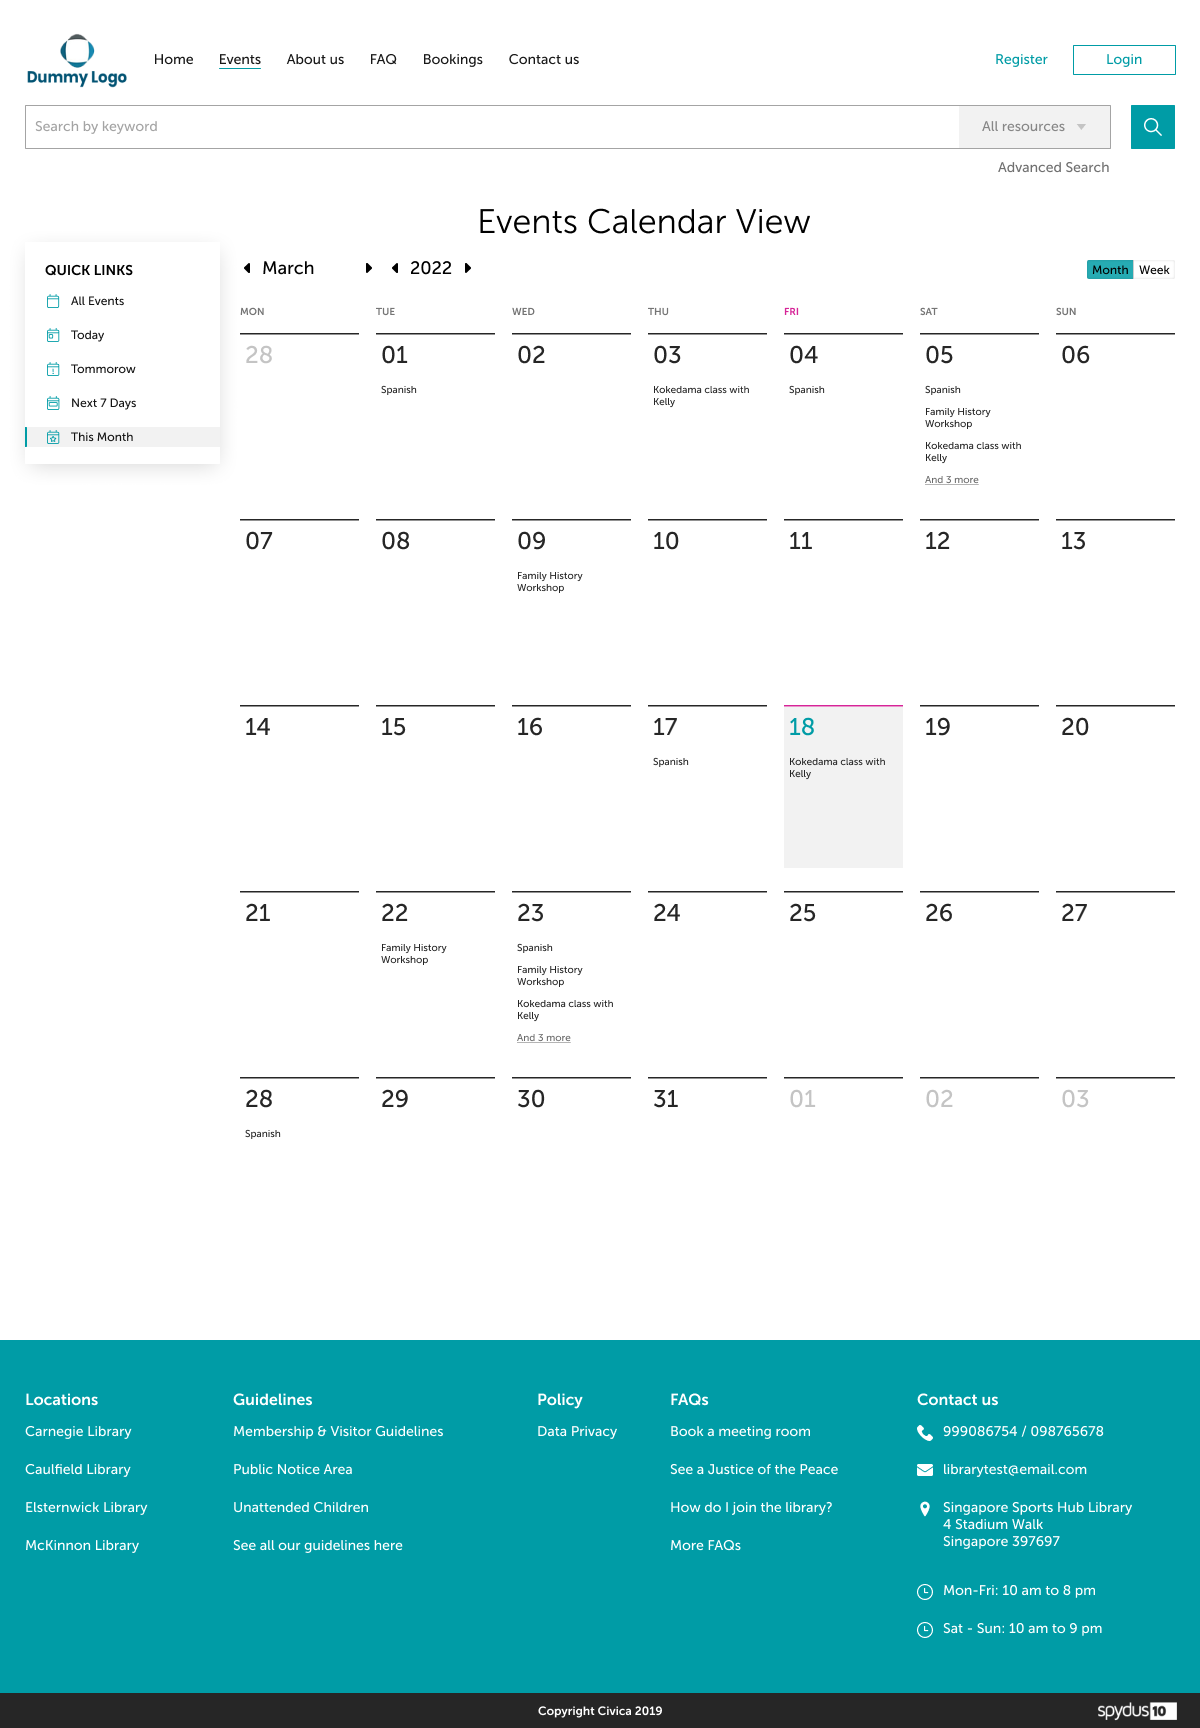 Dummy Logo
Home
Events
About us
FAQ
Bookings
Contact us
Register
Login
Search by keyword
All resources
Advanced Search
Events Calendar View
QUICK LINKS
All Events
Today
Tommorow
Next 7 Days
This Month
March
2022
Month
Week
MON
TUE
WED
THU
FRI
SAT
SUN
28
01
Spanish
02
03
Kokedama class with
Kelly
04
Spanish
05
Spanish
Family History
Workshop
Kokedama class with
Kelly
And 3 more
06
07
08
09
Family History
Workshop
10
11
12
13
14
15
16
17
Spanish
18
Kokedama class with
Kelly
19
20
21
22
Family History
Workshop
23
Spanish
Family History
Workshop
Kokedama class with
Kelly
And 3 more
24
25
26
27
28
Spanish
29
30
31
01
02
03
Locations
Carnegie Library
Caulfield Library
Elsternwick Library
McKinnon Library
Guidelines
Membership & Visitor Guidelines
Public Notice Area
Unattended Children
See all our guidelines here
Policy
Data Privacy
FAQs
Book a meeting room
See a Justice of the Peace
How do I join the library?
More FAQs
Contact us
999086754 / 098765678
librarytest@email.com
Singapore Sports Hub Library
4 Stadium Walk
Singapore 397697
Mon-Fri: 10 am to 8 pm
Sat - Sun: 10 am to 9 pm
Copyright Civica 2019
spydus10